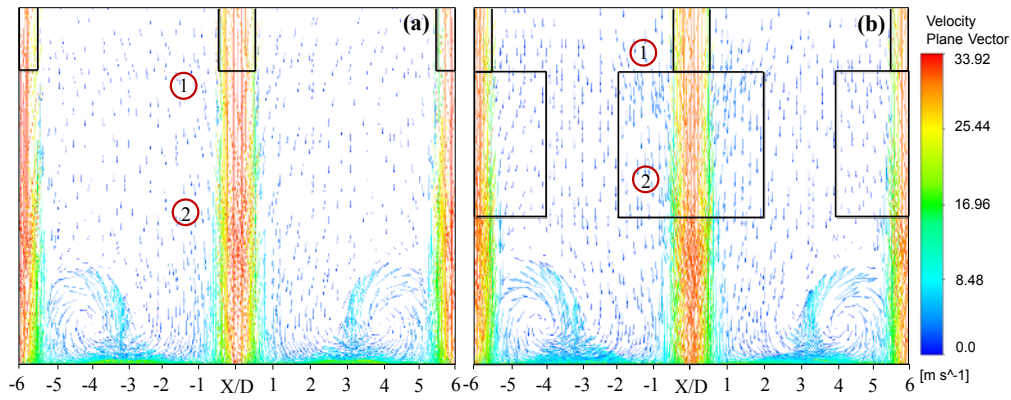 (a)
(b)
1
2
1
2
-6 -5 -4 -3 -2 -1 X/D 1 2 3 4 5 6
-5 -4 -3 -2 -1 X/D 1 2 3 4 5 6
Velocity
Plane Vector
33.92
25.44
16.96
8.48
0.0
[m s^-1]